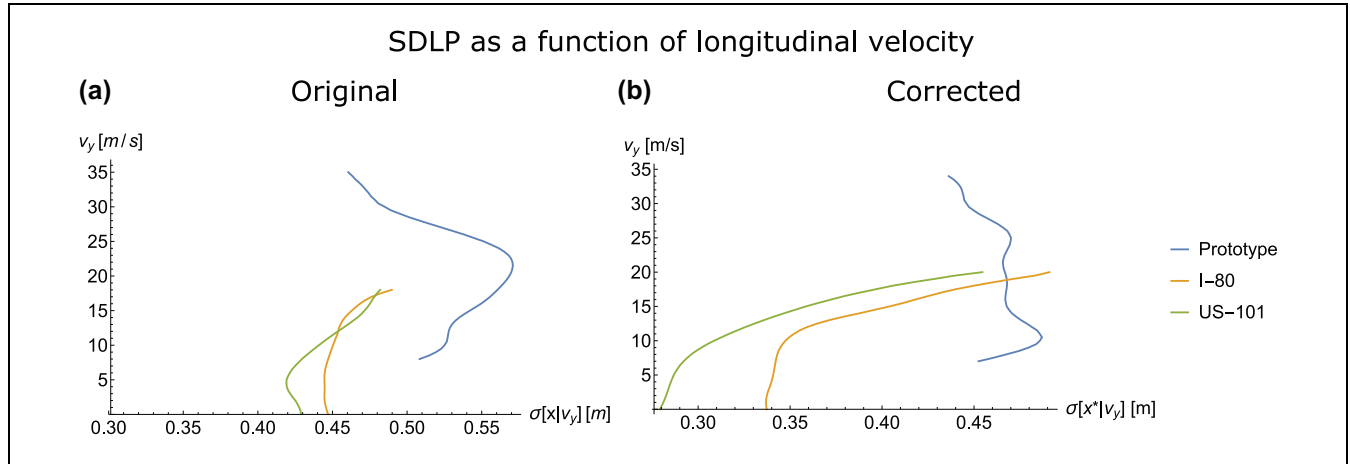 SDLP as a function of longitudinal velocity
(a) Original
v_y [m/s]
35
30
25
20
15
10
5
0.30 0.35 0.40 0.45 0.50 0.55
σ[x|v_y] [m]
(b) Corrected
v_y [m/s]
35
30
25
20
15
10
5
0
0.30 0.35 0.40 0.45
σ[x*|v_y] [m]
Prototype
I-80
US-101